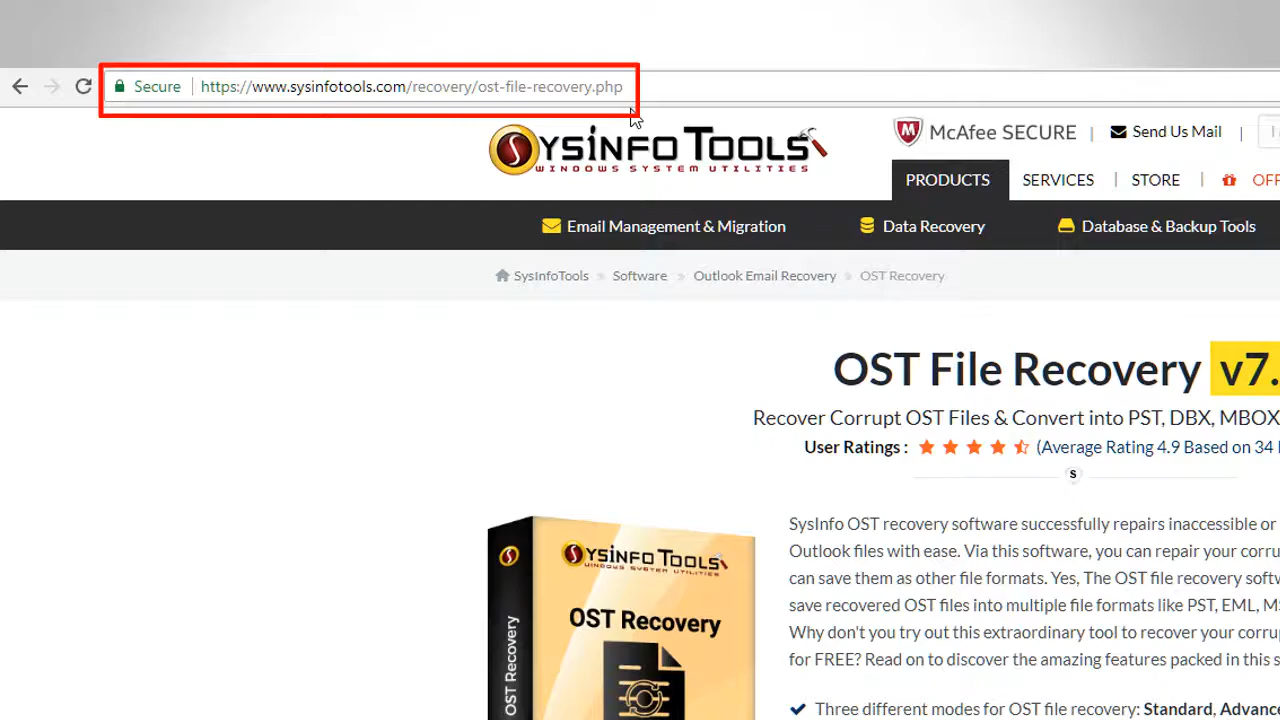 Secure https://www.sysinfotools.com/recovery/ost-file-recovery.php
SYSINFO TOOLS
WINDOWS SYSTEM UTILITIES
McAfee SECURE | Send Us Mail |
PRODUCTS SERVICES | STORE | OFF
Email Management & Migration Data Recovery Database & Backup Tools
SysInfoTools » Software » Outlook Email Recovery » OST Recovery
OST File Recovery v7.
Recover Corrupt OST Files & Convert into PST, DBX, MBOX
User Ratings : (Average Rating 4.9 Based on 34
S
SysInfo OST recovery software successfully repairs inaccessible or
Outlook files with ease. Via this software, you can repair your corru
can save them as other file formats. Yes, The OST file recovery softw
save recovered OST files into multiple file formats like PST, EML, MS
Why don't you try out this extraordinary tool to recover your corrup
for FREE? Read on to discover the amazing features packed in this s
Three different modes for OST file recovery: Standard, Advance
SYSINFO TOOLS
WINDOWS SYSTEM UTILITIES
OST Recovery
OST Recovery